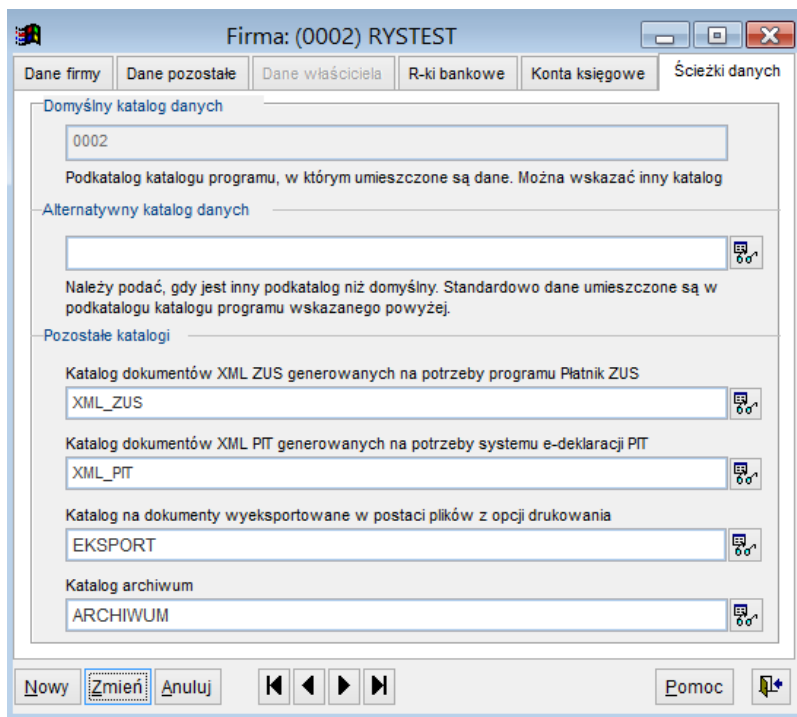 Firma: (0002) RYSTEST
Dane firmy Dane pozostałe Dane właściciela R-ki bankowe Konta księgowe Ścieżki danych
Domyślny katalog danych
0002
Podkatalog katalogu programu, w którym umieszczone są dane. Można wskazać inny katalog
Alternatywny katalog danych
Należy podać, gdy jest inny podkatalog niż domyślny. Standardowo dane umieszczone są w
podkatalogu katalogu programu wskazanego powyżej.
Pozostałe katalogi
Katalog dokumentów XML ZUS generowanych na potrzeby programu Płatnik ZUS
XML_ZUS
Katalog dokumentów XML PIT generowanych na potrzeby systemu e-deklaracji PIT
XML_PIT
Katalog na dokumenty wyeksportowane w postaci plików z opcji drukowania
EKSPORT
Katalog archiwum
ARCHIWUM
Nowy Zmień Anuluj Pomoc